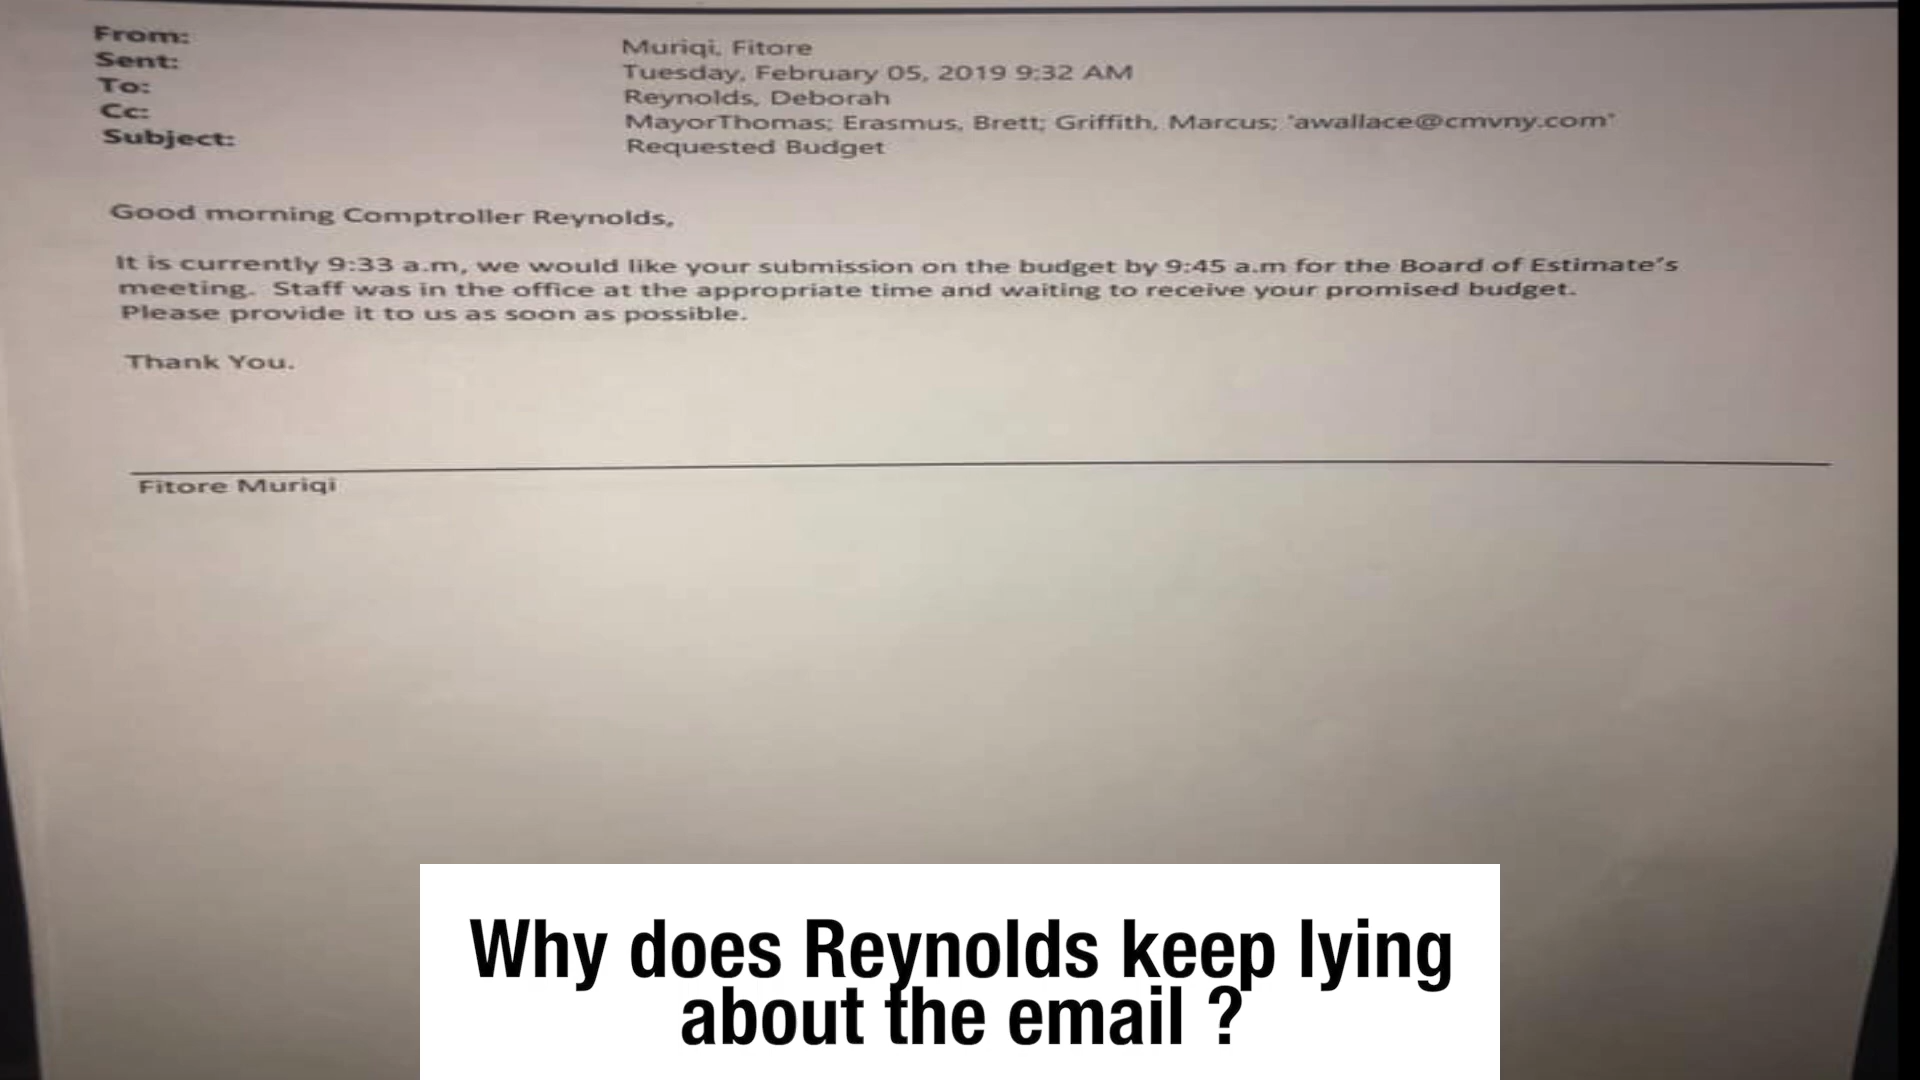 From: Muriqi, Fitore
Sent: Tuesday, February 05, 2019 9:32 AM
To: Reynolds, Deborah
Cc: MayorThomas; Erasmus, Brett; Griffith, Marcus; 'awallace@cmvny.com'
Subject: Requested Budget
Good morning Comptroller Reynolds,
It is currently 9:33 a.m, we would like your submission on the budget by 9:45 a.m for the Board of Estimate's
meeting. Staff was in the office at the appropriate time and waiting to receive your promised budget.
Please provide it to us as soon as possible.
Thank You.
Fitore Muriqi
Why does Reynolds keep lying
about the email ?